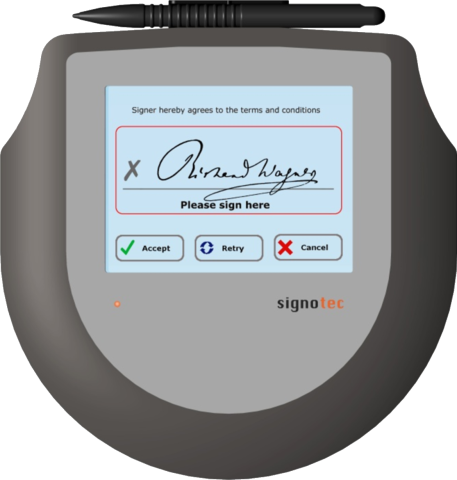 Signer hereby agrees to the terms and conditions
Richard Wagner
Please sign here
Accept
Retry
Cancel
signotec